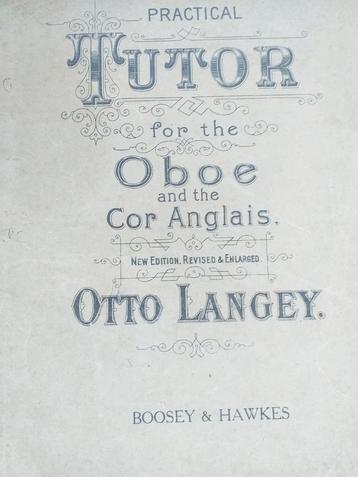 PRACTICAL
TUTOR
for the
Oboe
and the
Cor Anglais.
NEW EDITION, REVISED & ENLARGED.
OTTO LANGEY.
BOOSEY & HAWKES